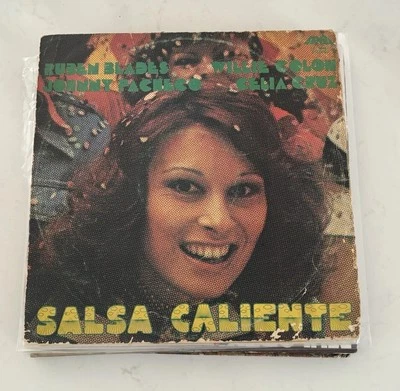 RUBEN BLADES WILLIE COLON
JOHNNY PACHECO CELIA CRUZ
SALSA CALIENTE